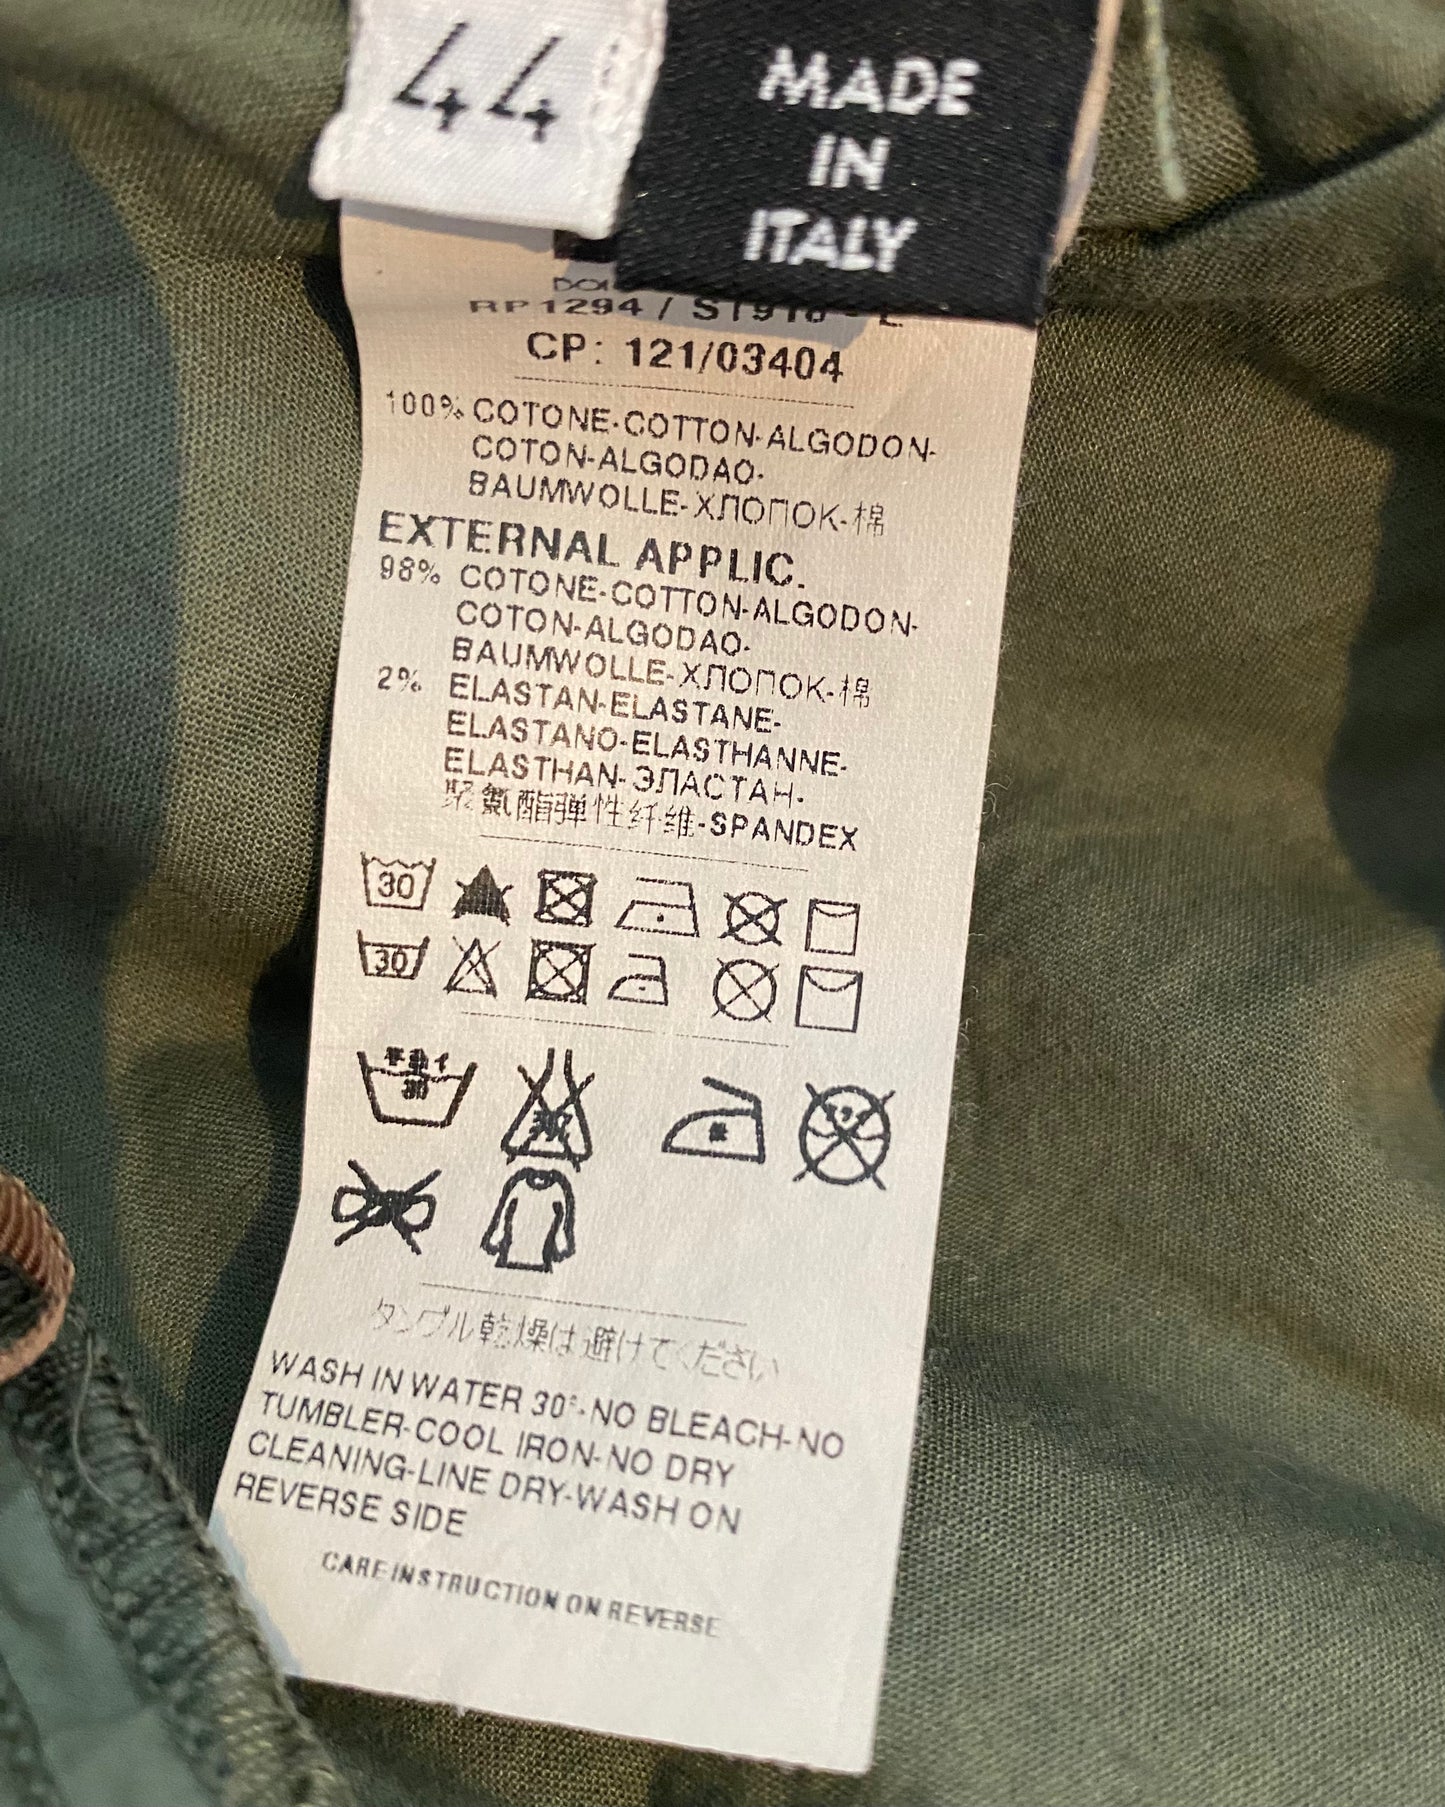 44
MADE
IN
ITALY
RP1294 /
CP: 121/03404
100% COTONE-COTTON-ALGODON-
COTON-ALGODAO-
BAUMWOLLE-ХЛОПОК-棉
EXTERNAL APPLIC.
98% COTONE-COTTON-ALGODON-
COTON-ALGODAO-
BAUMWOLLE-ХЛОПОК-棉
2% ELASTAN-ELASTANE-
ELASTANO-ELASTHANNE-
ELASTHAN-ЭЛАСТАН-
聚氨酯弹性纤维-SPANDEX
30
30
30
タンブル乾燥は避けてください
WASH IN WATER 30°-NO BLEACH-NO
TUMBLER-COOL IRON-NO DRY
CLEANING-LINE DRY-WASH ON
REVERSE SIDE
CARE INSTRUCTION ON REVERSE